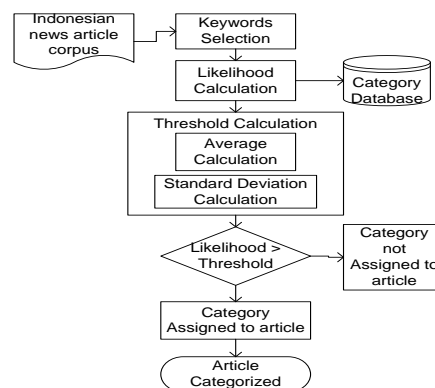 Indonesian
news article
corpus
Keywords
Selection
Likelihood
Calculation
Category
Database
Threshold Calculation
Average
Calculation
Standard Deviation
Calculation
Likelihood >
Threshold
Category
not
Assigned to
article
Category
Assigned to article
Article
Categorized